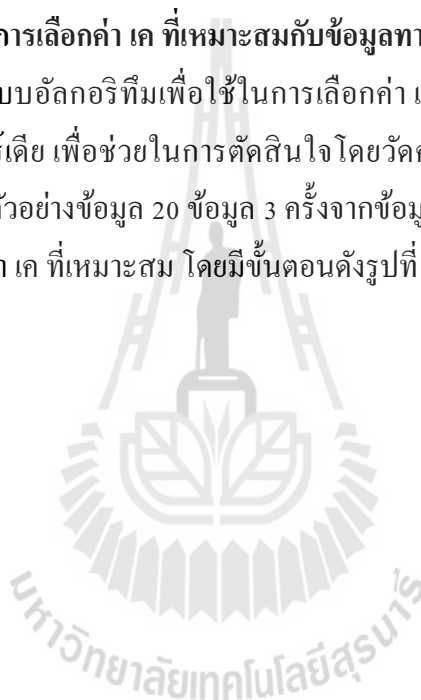 การเลือกค่า เค ที่เหมาะสมกับข้อมูลทา
บบอัลกอริทึมเพื่อใช้ในการเลือกค่า เ
ร์เดีย เพื่อช่วยในการตัดสินใจโดยวัดค
ตัวอย่างข้อมูล 20 ข้อมูล 3 ครั้งจากข้อมู
า เค ที่เหมาะสม โดยมีขั้นตอนดังรูปที่
มหาวิทยาลัยเทคโนโลยีสุรนาร